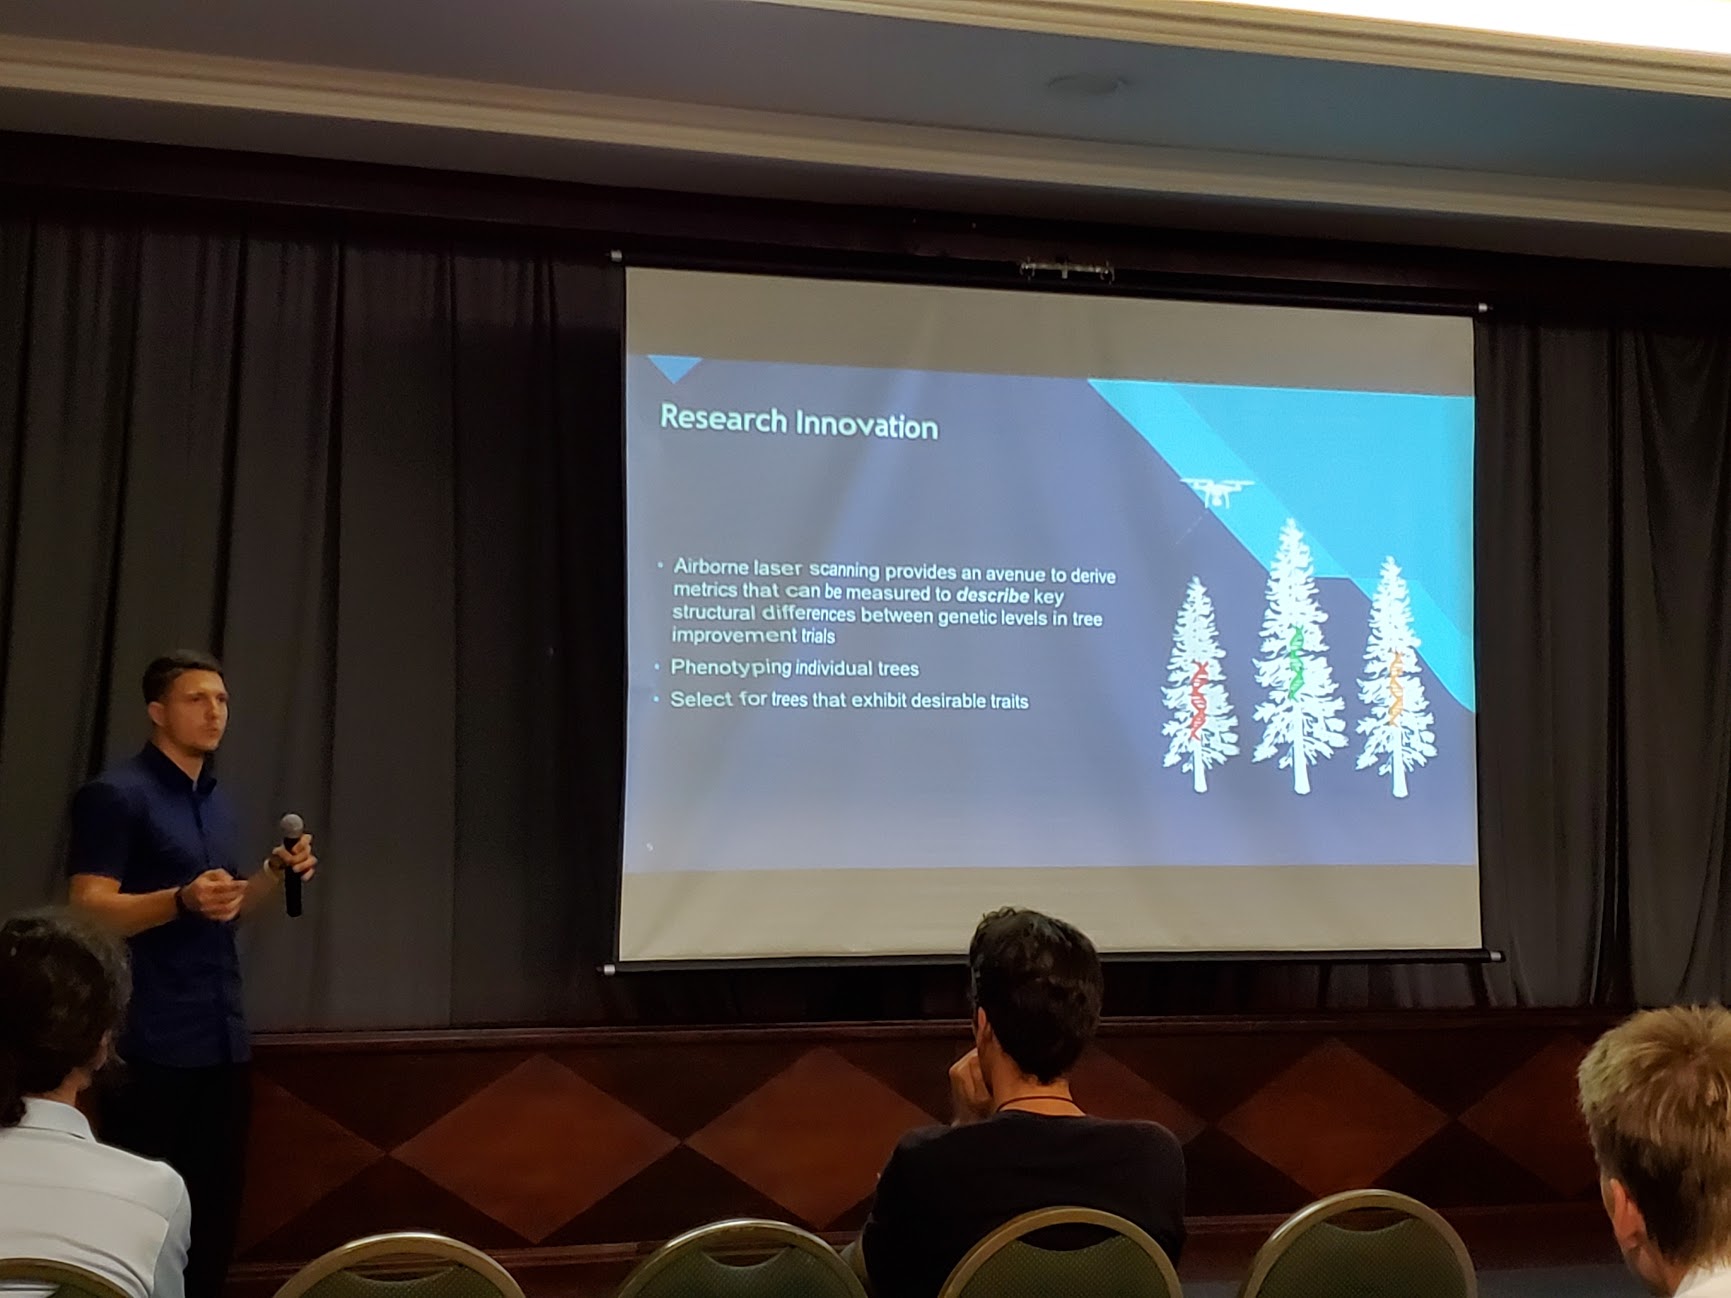 Research Innovation
• Airborne laser scanning provides an avenue to derive
metrics that can be measured to describe key
structural differences between genetic levels in tree
improvement trials
• Phenotyping individual trees
• Select for trees that exhibit desirable traits
5